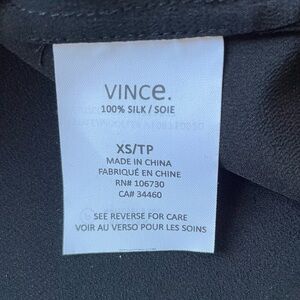 VINCE.
100% SILK / SOIE
XS/TP
MADE IN CHINA
FABRIQUÉ EN CHINE
RN# 106730
CA# 34460
SEE REVERSE FOR CARE
VOIR AU VERSO POUR LES SOINS